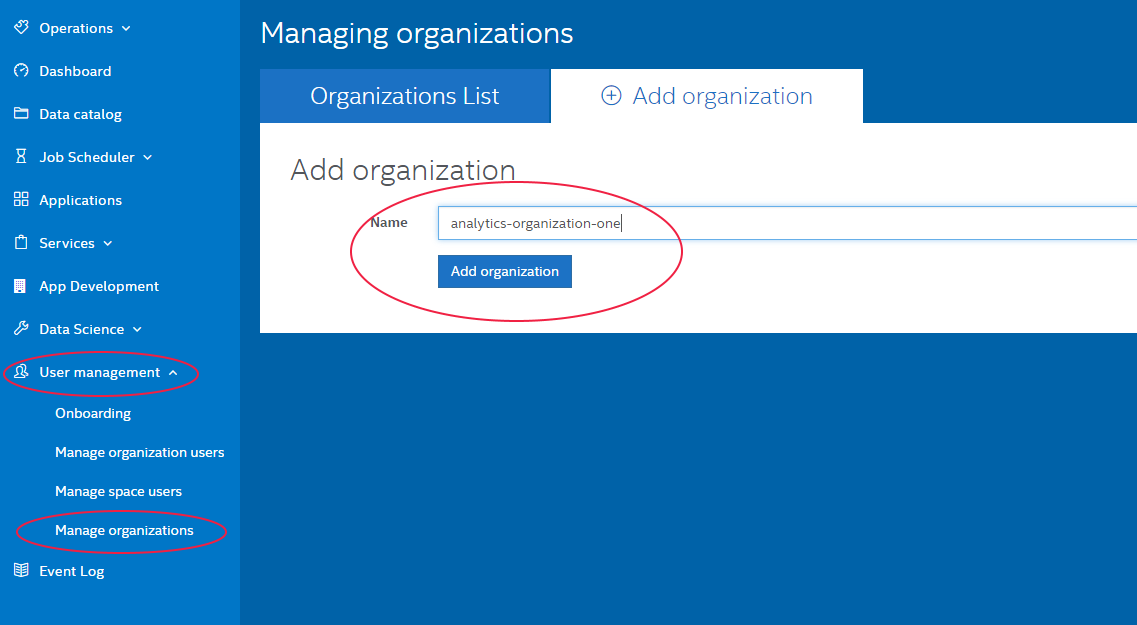 Operations
Dashboard
Data catalog
Job Scheduler
Applications
Services
App Development
Data Science
User management
Onboarding
Manage organization users
Manage space users
Manage organizations
Event Log
Managing organizations
Organizations List
Add organization
Add organization
Name
analytics-organization-one
Add organization